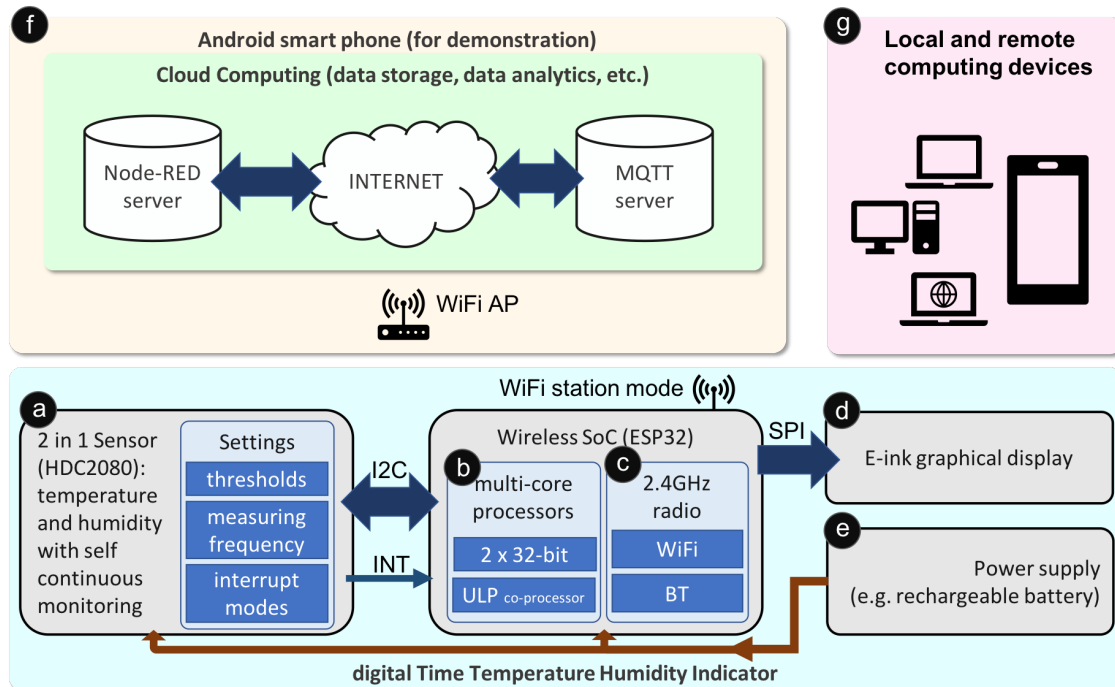 f
Android smart phone (for demonstration)
Cloud Computing (data storage, data analytics, etc.)
Node-RED
server
INTERNET
MQTT
server
WiFi AP
g
Local and remote
computing devices
WiFi station mode
a
2 in 1 Sensor
(HDC2080):
temperature
and humidity
with self
continuous
monitoring
Settings
thresholds
measuring
frequency
interrupt
modes
I2C
INT
Wireless SoC (ESP32)
b
multi-core
processors
2 x 32-bit
ULP co-processor
c
2.4GHz
radio
WiFi
BT
SPI
d
E-ink graphical display
e
Power supply
(e.g. rechargeable battery)
digital Time Temperature Humidity Indicator